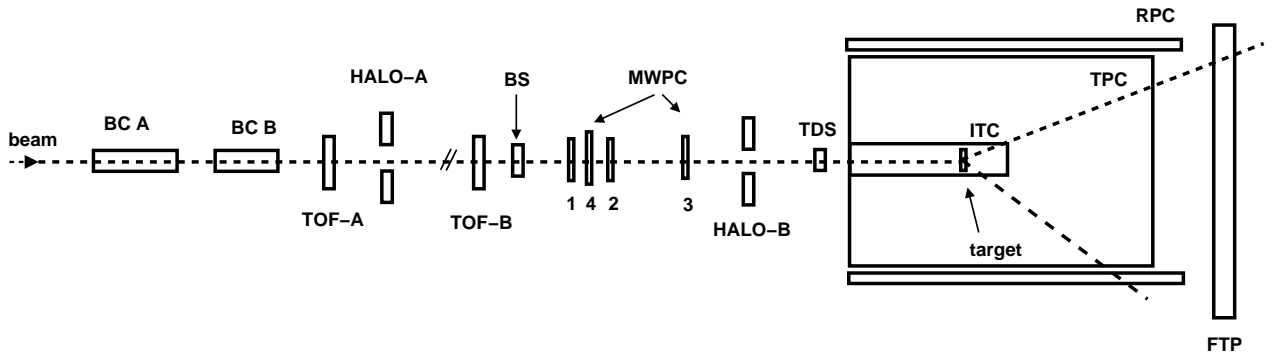 RPC
HALO–A
BS
MWPC
TPC
beam
BC A
BC B
TDS
ITC
TOF–A
TOF–B
1 4 2 3
HALO–B
target
FTP